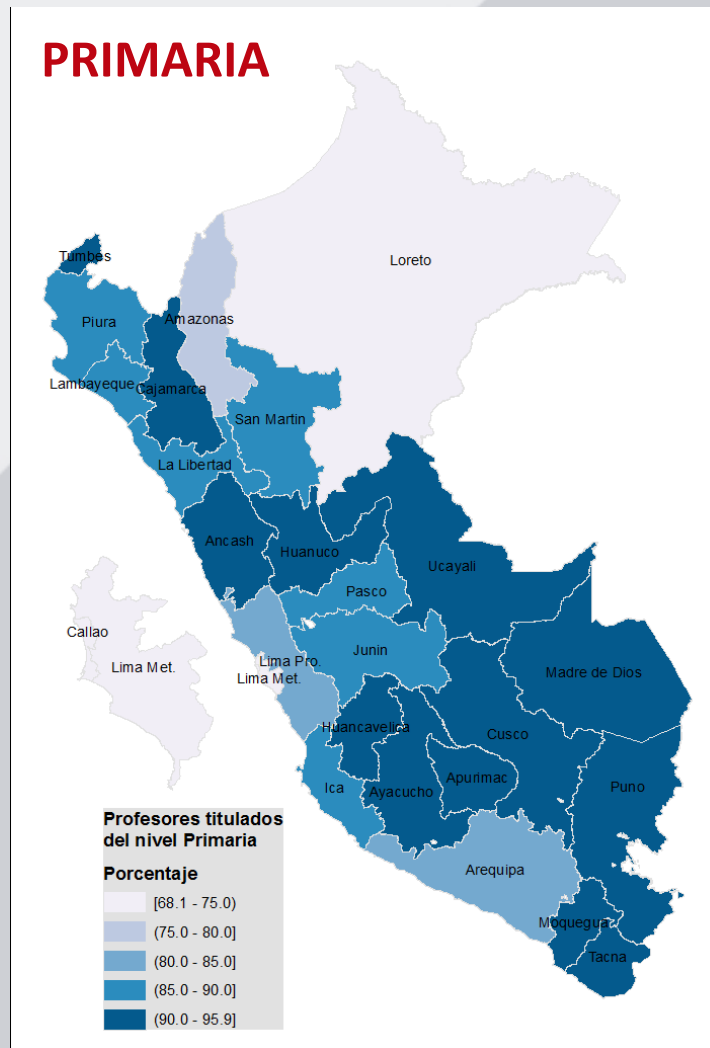 PRIMARIA
Loreto
Tumbes
Piura
Amazonas
Lambayeque
Cajamarca
San Martin
La Libertad
Ancash
Huanuco
Ucayali
Pasco
Callao
Lima Met.
Lima Pro.
Lima Met.
Junin
Madre de Dios
Huancavelica
Cusco
Ica
Ayacucho
Apurimac
Puno
Arequipa
Moquegua
Tacna
Profesores titulados
del nivel Primaria
Porcentaje
[68.1 - 75.0)
(75.0 - 80.0]
(80.0 - 85.0]
(85.0 - 90.0]
(90.0 - 95.9]